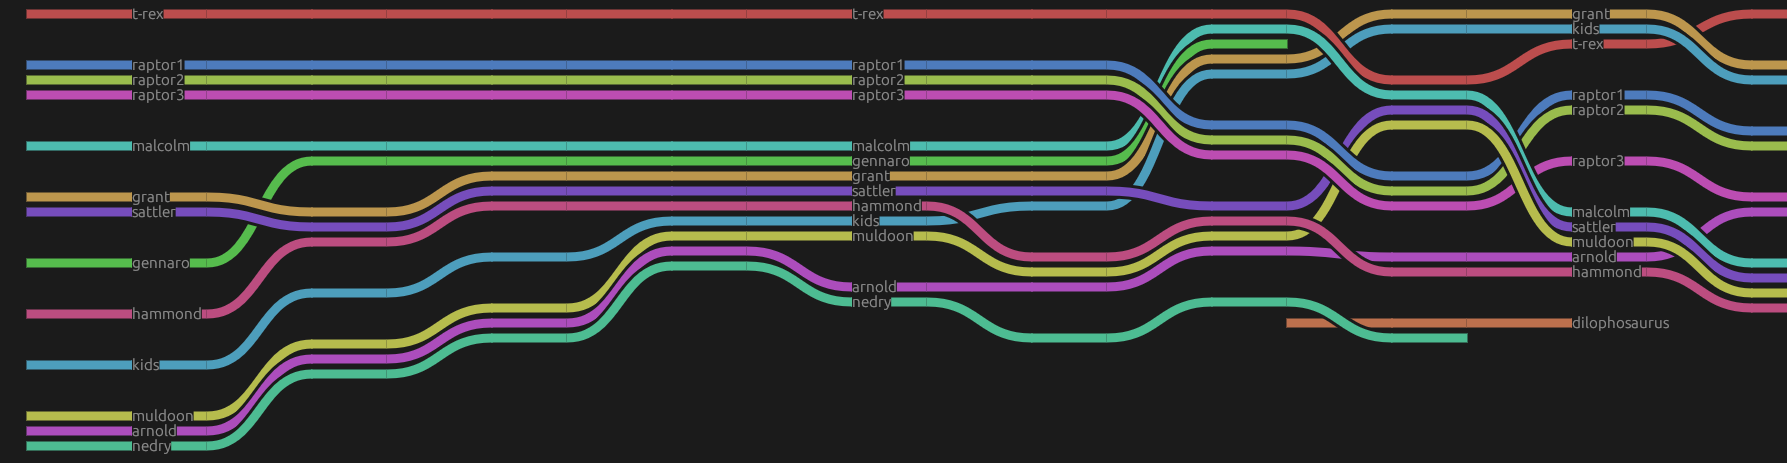 t-rex
raptor1
raptor2
raptor3
malcolm
grant
sattler
gennaro
hammond
kids
muldoon
arnold
nedry
t-rex
raptor1
raptor2
raptor3
malcolm
gennaro
grant
sattler
hammond
kids
muldoon
arnold
nedry
grant
kids
t-rex
raptor1
raptor2
raptor3
malcolm
sattler
muldoon
arnold
hammond
dilophosaurus